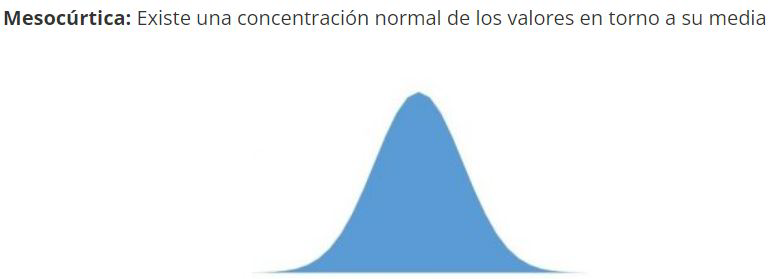 Mesocúrtica: Existe una concentración normal de los valores en torno a su media